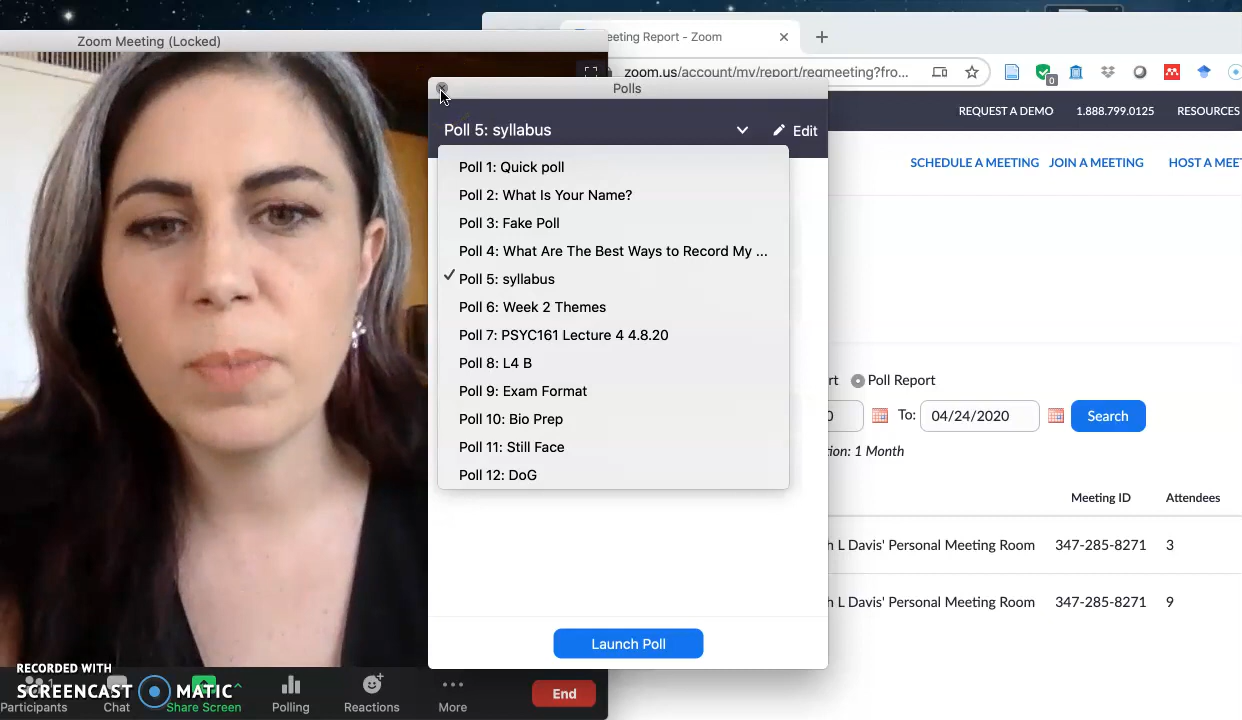 eeting Report - Zoom
Zoom Meeting (Locked)
zoom.us/account/my/report/regmeeting?fro...
0
Polls
REQUEST A DEMO 1.888.799.0125 RESOURCES
Poll 5: syllabus Edit
SCHEDULE A MEETING JOIN A MEETING HOST A MEE
Poll 1: Quick poll
Poll 2: What Is Your Name?
Poll 3: Fake Poll
Poll 4: What Are The Best Ways to Record My ...
Poll 5: syllabus
Poll 6: Week 2 Themes
Poll 7: PSYC161 Lecture 4 4.8.20
Poll 8: L4 B
Poll 9: Exam Format
Poll 10: Bio Prep
Poll 11: Still Face
Poll 12: DoG
rt Poll Report
0 To: 04/24/2020 Search
tion: 1 Month
Meeting ID Attendees
h L Davis' Personal Meeting Room 347-285-8271 3
h L Davis' Personal Meeting Room 347-285-8271 9
Launch Poll
RECORDED WITH
SCREENCAST MATIC
1
Participants Chat Share Screen Polling Reactions More End